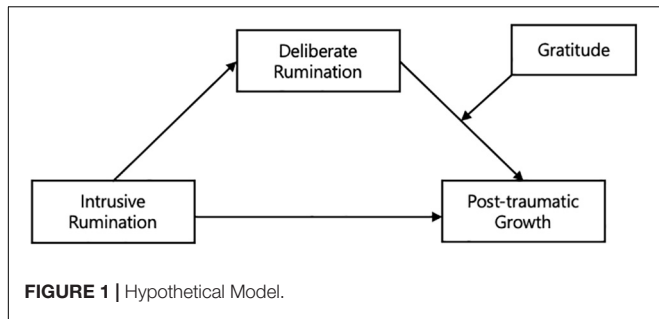 Deliberate
Rumination
Gratitude
Intrusive
Rumination
Post-traumatic
Growth
FIGURE 1 | Hypothetical Model.